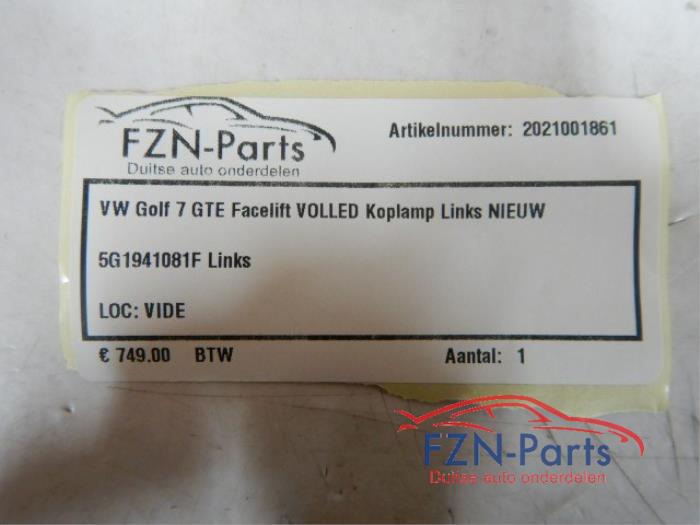 FZN-Parts
Duitse auto onderdelen
Artikelnummer: 2021001861
VW Golf 7 GTE Facelift VOLLED Koplamp Links NIEUW
5G1941081F Links
LOC: VIDE
€ 749.00 BTW
Aantal: 1
FZN-Parts
Duitse auto onderdelen